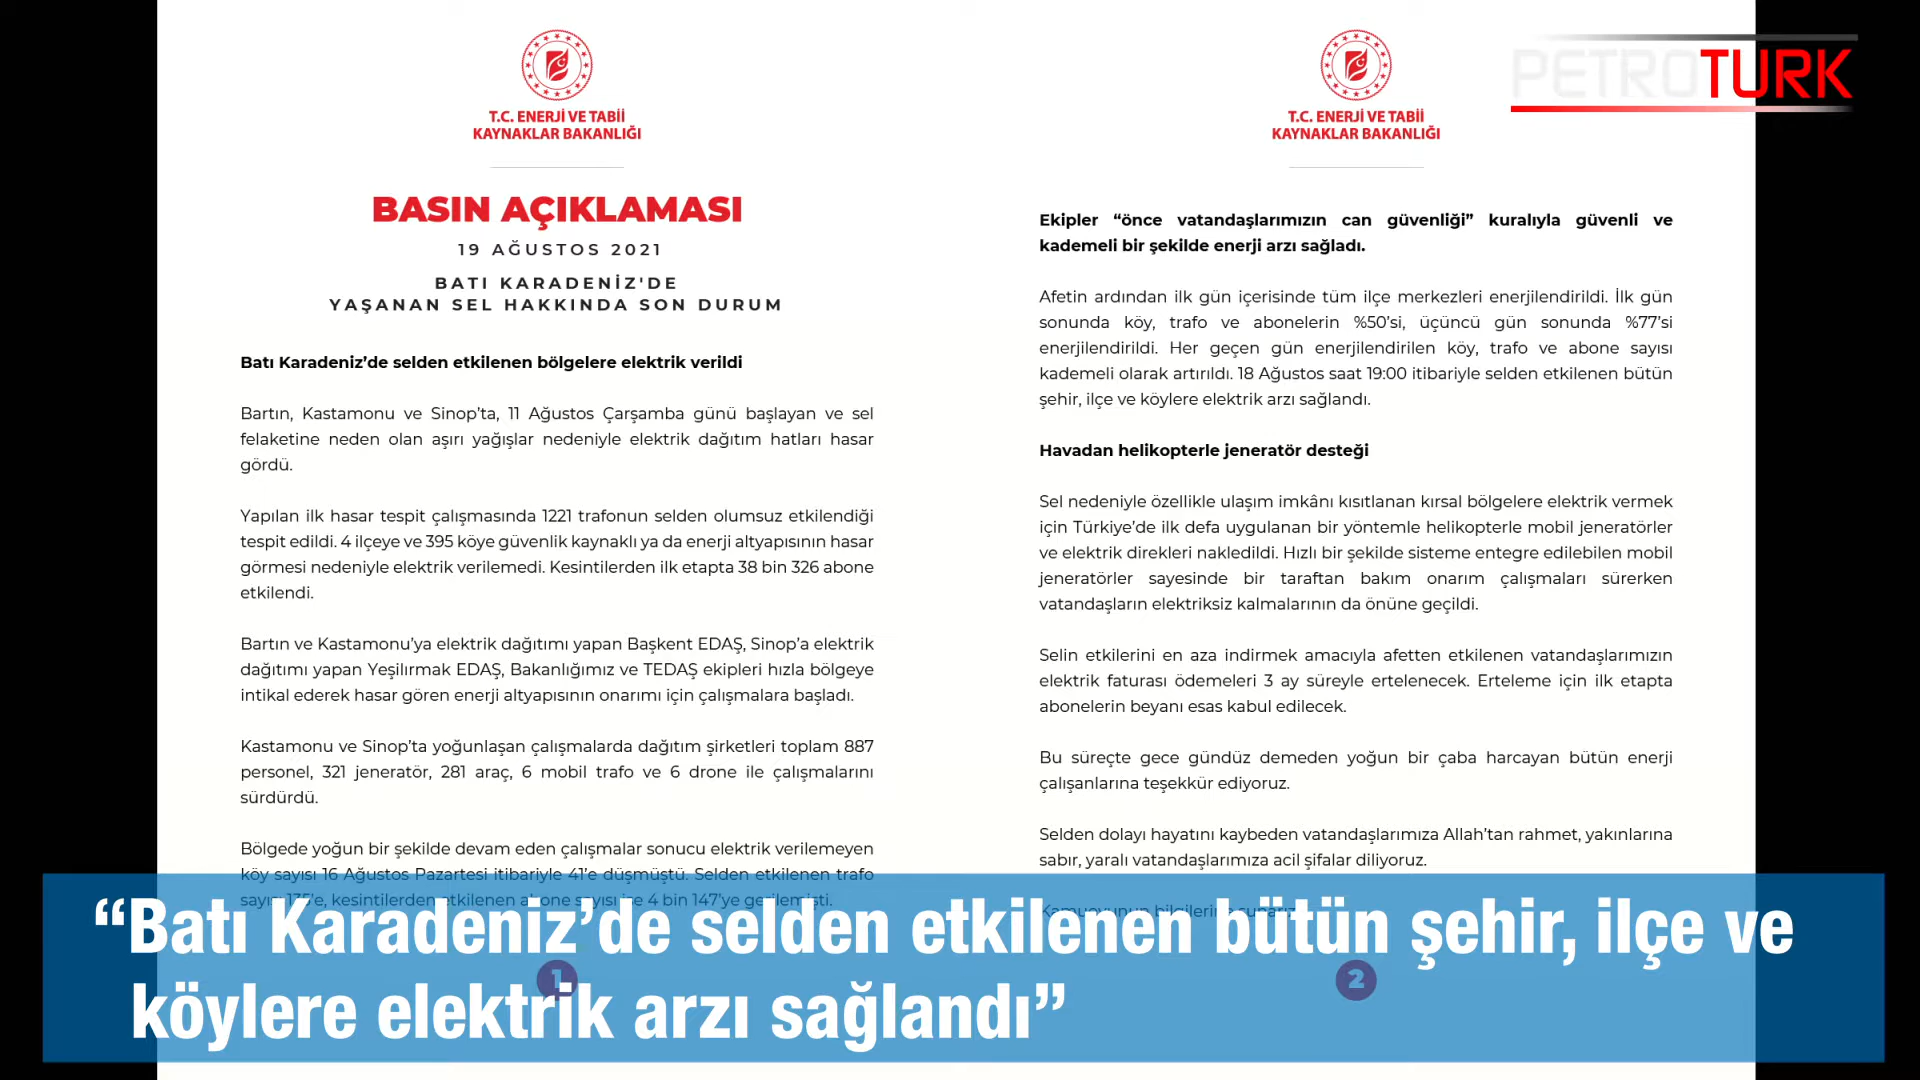 T.C. ENERJİ VE TABİİ
KAYNAKLAR BAKANLIĞI
BASIN AÇIKLAMASI
19 AĞUSTOS 2021
BATI KARADENİZ'DE
YAŞANAN SEL HAKKINDA SON DURUM
Batı Karadeniz’de selden etkilenen bölgelere elektrik verildi
Bartın, Kastamonu ve Sinop’ta, 11 Ağustos Çarşamba günü başlayan ve sel
felaketine neden olan aşırı yağışlar nedeniyle elektrik dağıtım hatları hasar
gördü.
Yapılan ilk hasar tespit çalışmasında 1221 trafonun selden olumsuz etkilendiği
tespit edildi. 4 ilçeye ve 395 köye güvenlik kaynaklı ya da enerji altyapısının hasar
görmesi nedeniyle elektrik verilemedi. Kesintilerden ilk etapta 38 bin 326 abone
etkilendi.
Bartın ve Kastamonu’ya elektrik dağıtımı yapan Başkent EDAŞ, Sinop’a elektrik
dağıtımı yapan Yeşilırmak EDAŞ, Bakanlığımız ve TEDAŞ ekipleri hızla bölgeye
intikal ederek hasar gören enerji altyapısının onarımı için çalışmalara başladı.
Kastamonu ve Sinop’ta yoğunlaşan çalışmalarda dağıtım şirketleri toplam 887
personel, 321 jeneratör, 281 araç, 6 mobil trafo ve 6 drone ile çalışmalarını
sürdürdü.
Bölgede yoğun bir şekilde devam eden çalışmalar sonucu elektrik verilemeyen
köy sayısı 16 Ağustos Pazartesi itibariyle 41’e düşmüştü. Selden etkilenen trafo
sayısı 135’e, kesintilerden etkilenen abone sayısı ise 4 bin 147’ye gerilemişti.
1
T.C. ENERJİ VE TABİİ
KAYNAKLAR BAKANLIĞI
Ekipler “önce vatandaşlarımızın can güvenliği” kuralıyla güvenli ve
kademeli bir şekilde enerji arzı sağladı.
Afetin ardından ilk gün içerisinde tüm ilçe merkezleri enerjilendirildi. İlk gün
sonunda köy, trafo ve abonelerin %50’si, üçüncü gün sonunda %77’si
enerjilendirildi. Her geçen gün enerjilendirilen köy, trafo ve abone sayısı
kademeli olarak artırıldı. 18 Ağustos saat 19:00 itibariyle selden etkilenen bütün
şehir, ilçe ve köylere elektrik arzı sağlandı.
Havadan helikopterle jeneratör desteği
Sel nedeniyle özellikle ulaşım imkânı kısıtlanan kırsal bölgelere elektrik vermek
için Türkiye’de ilk defa uygulanan bir yöntemle helikopterle mobil jeneratörler
ve elektrik direkleri nakledildi. Hızlı bir şekilde sisteme entegre edilebilen mobil
jeneratörler sayesinde bir taraftan bakım onarım çalışmaları sürerken
vatandaşların elektriksiz kalmalarının da önüne geçildi.
Selin etkilerini en aza indirmek amacıyla afetten etkilenen vatandaşlarımızın
elektrik faturası ödemeleri 3 ay süreyle ertelenecek. Erteleme için ilk etapta
abonelerin beyanı esas kabul edilecek.
Bu süreçte gece gündüz demeden yoğun bir çaba harcayan bütün enerji
çalışanlarına teşekkür ediyoruz.
Selden dolayı hayatını kaybeden vatandaşlarımıza Allah’tan rahmet, yakınlarına
sabır, yaralı vatandaşlarımıza acil şifalar diliyoruz.
Kamuoyunun bilgilerine sunarız.
2
PETROTURK
“Batı Karadeniz’de selden etkilenen bütün şehir, ilçe ve
köylere elektrik arzı sağlandı”